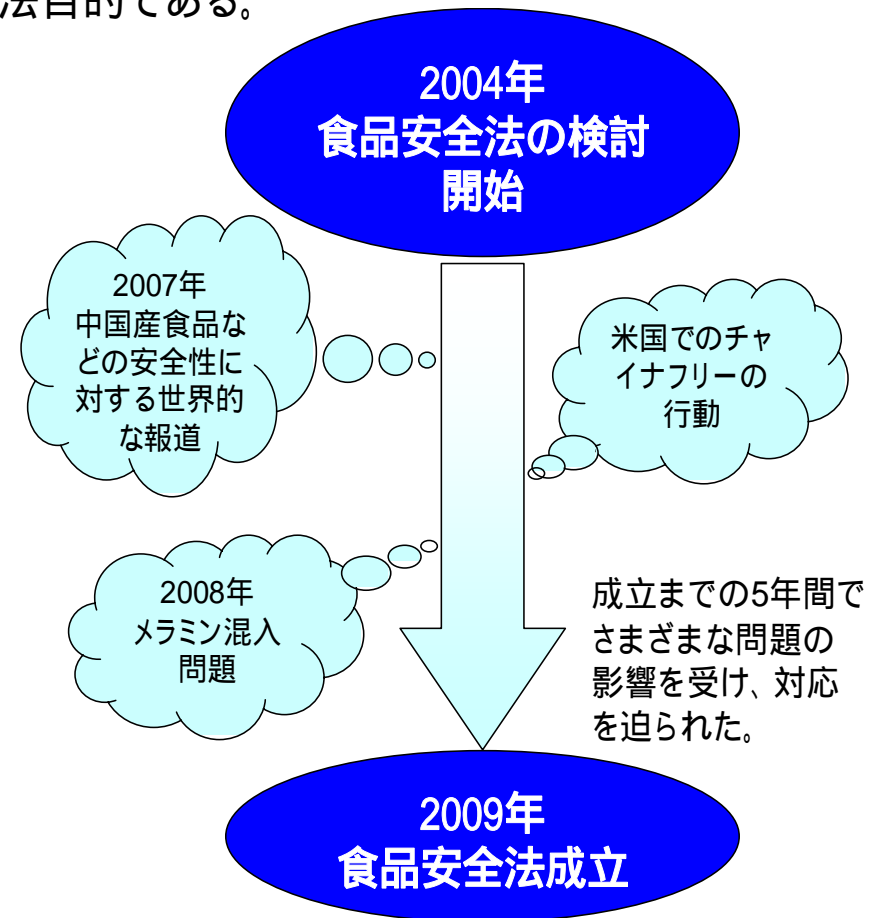 法目的である。
2004年
食品安全法の検討
開始
2007年
中国産食品な
どの安全性に
対する世界的
な報道
米国でのチャ
イナフリーの
行動
2008年
メラミン混入
問題
成立までの5年間で
さまざまな問題の
影響を受け、対応
を迫られた。
2009年
食品安全法成立